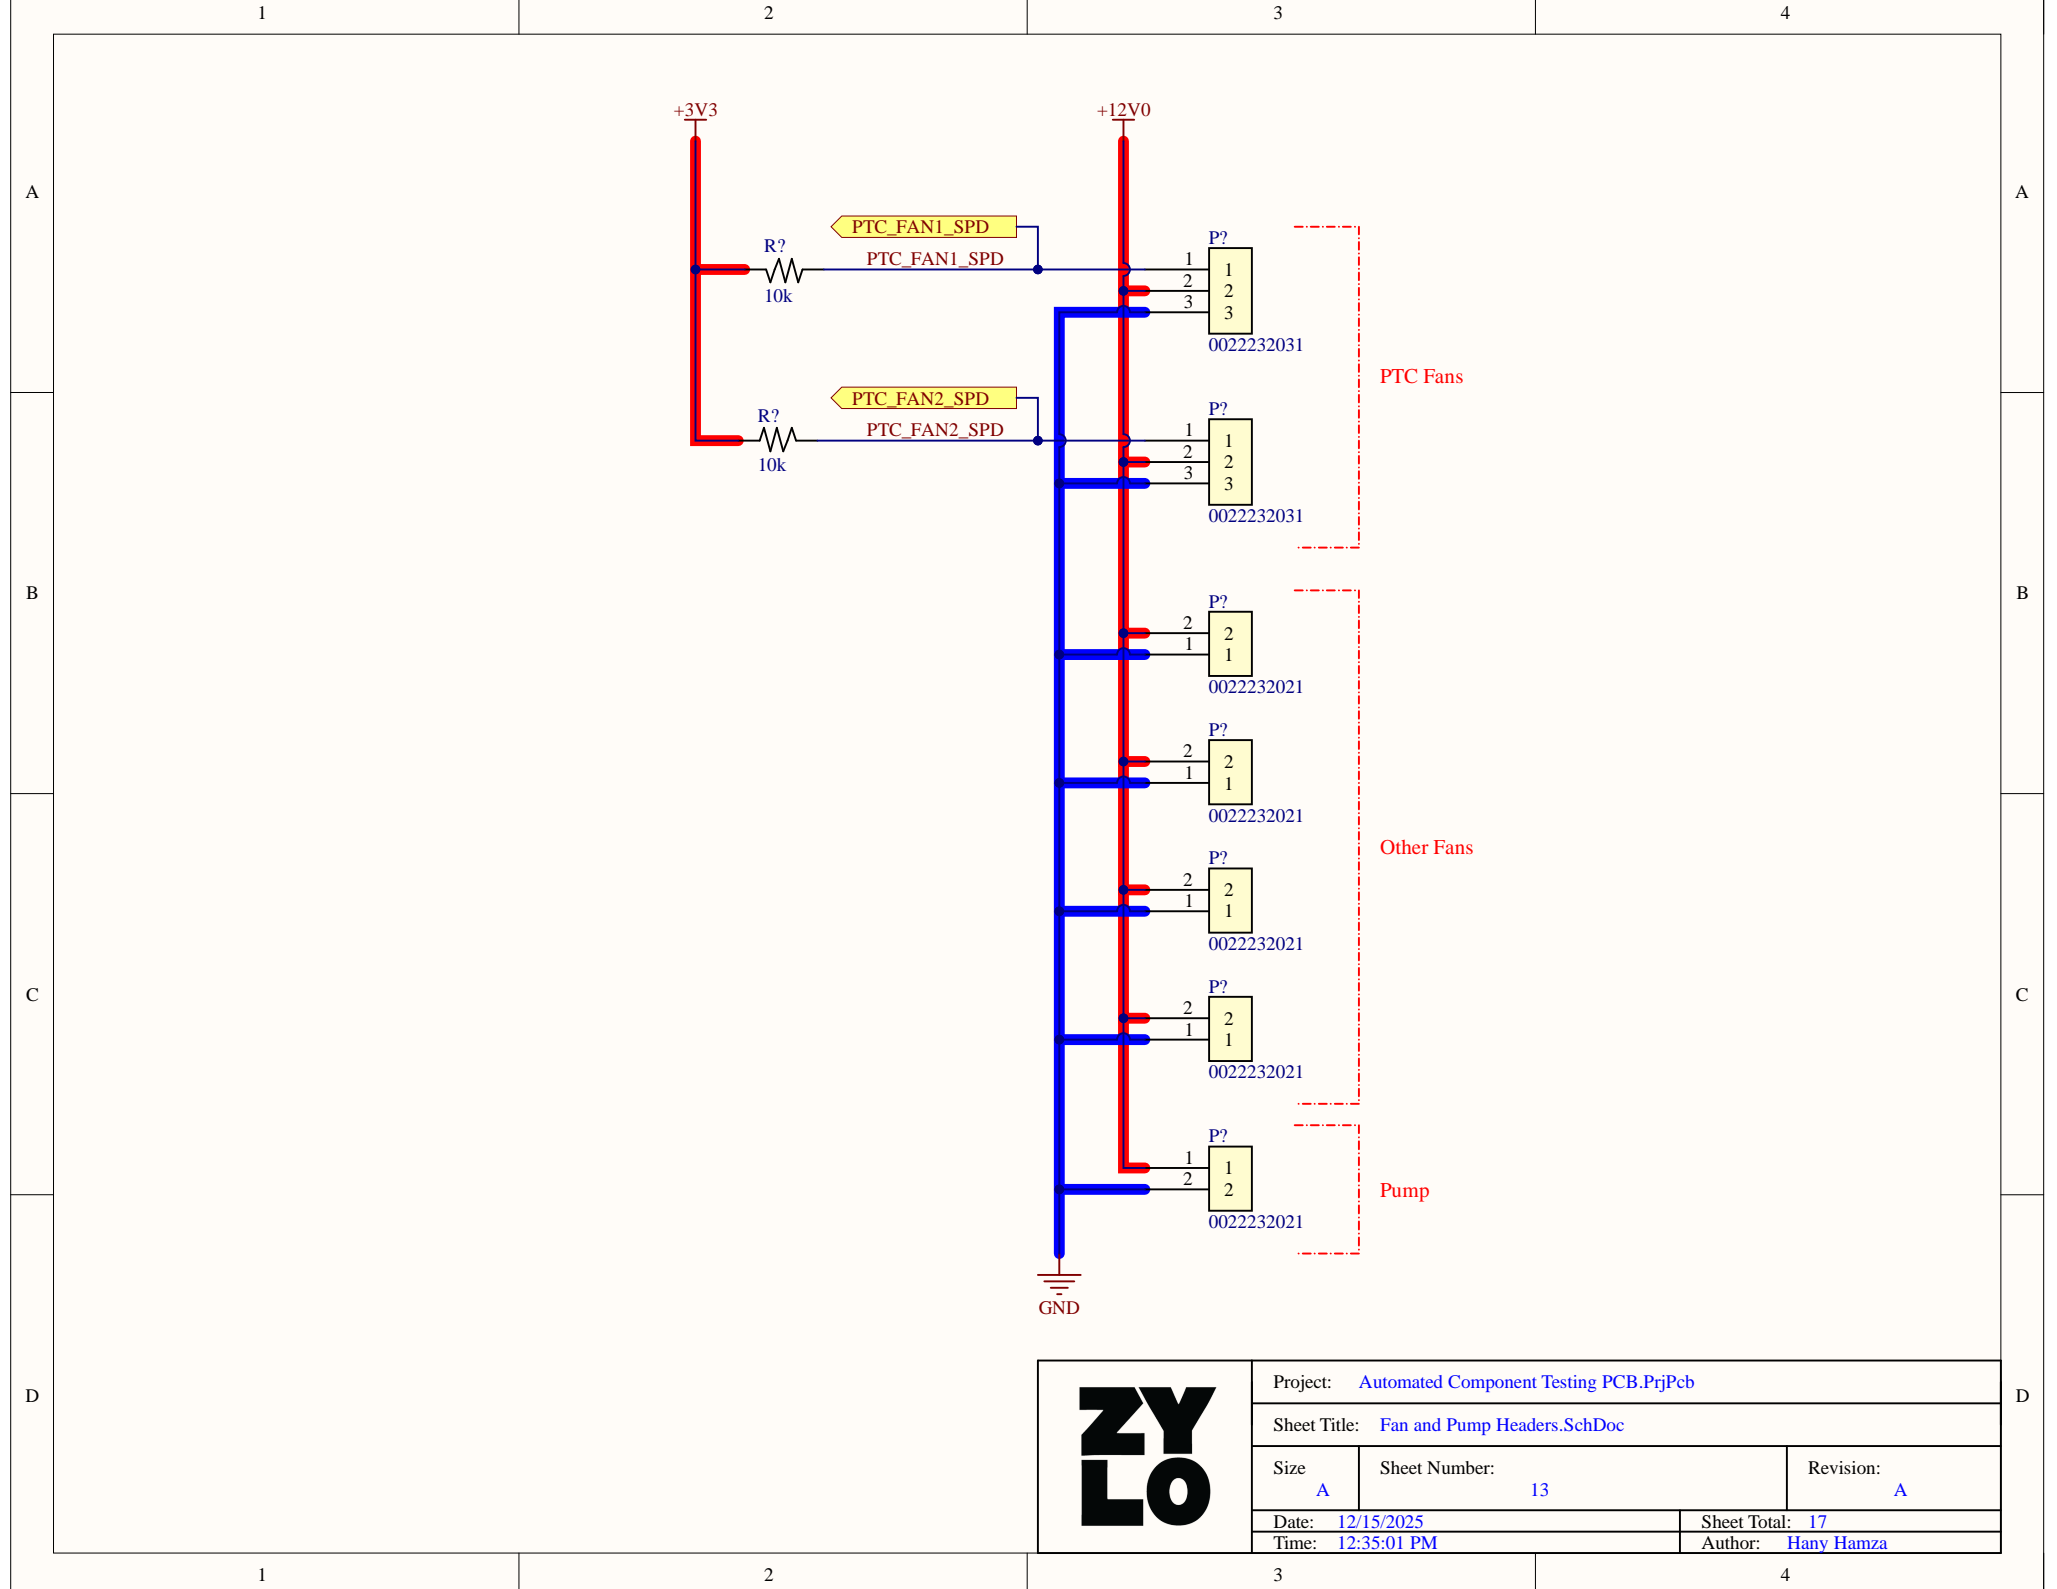 1 2 3 4
+3V3 +12V0
A A
PTC_FAN1_SPD
R? PTC_FAN1_SPD
10k
P?
1 1
2 2
3 3
0022232031
PTC Fans
PTC_FAN2_SPD
R? PTC_FAN2_SPD
10k
P?
1 1
2 2
3 3
0022232031
B B
P?
2 2
1 1
0022232021
P?
2 2
1 1
0022232021
Other Fans
P?
2 2
1 1
0022232021
C C
P?
2 2
1 1
0022232021
P?
1 1
2 2
0022232021
Pump
GND
D D
ZY
LO
Project: Automated Component Testing PCB.PrjPcb
Sheet Title: Fan and Pump Headers.SchDoc
Size Sheet Number: Revision:
A 13 A
Date: 12/15/2025 Sheet Total: 17
Time: 12:35:01 PM Author: Hany Hamza
1 2 3 4